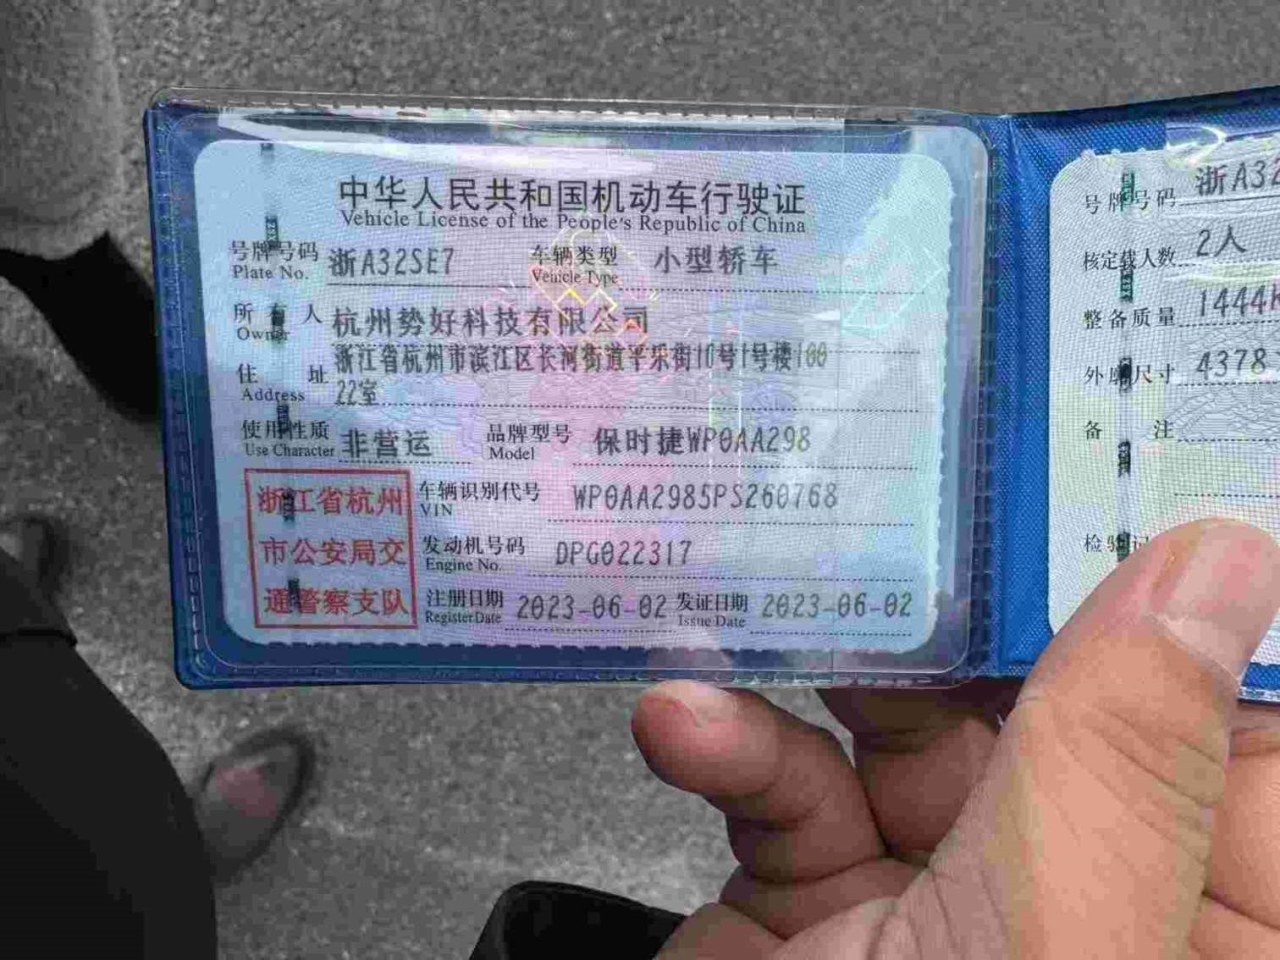 中华人民共和国机动车行驶证
Vehicle License of the People's Republic of China
号牌号码 浙A32SE7 车辆类型 小型轿车
Plate No. Vehicle Type
所有人 杭州勢好科技有限公司
Owner
浙江省杭州市滨江区长河街道平乐街10号1号楼100
住址 22室
Address
使用性质 非营运 品牌型号 保时捷WP0AA298
Use Character Model
浙江省杭州 车辆识别代号 WP0AA2985PS260768
VIN
市公安局交 发动机号码 DPG022317
Engine No.
通警察支队 注册日期 2023-06-02 发证日期 2023-06-02
Register Date Issue Date
号牌号码 浙A32
核定载人数 2人
整备质量 1444
外廓尺寸 4378
备注
检验记